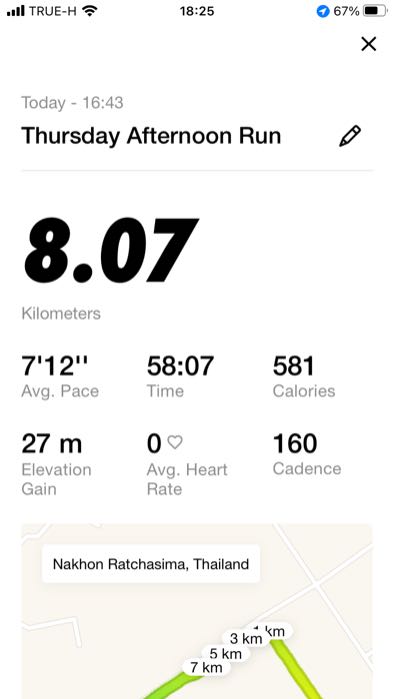 TRUE-H 18:25 67%
Today - 16:43
Thursday Afternoon Run
8.07
Kilometers
7'12'' 58:07 581
Avg. Pace Time Calories
27 m 0 160
Elevation Gain Avg. Heart Rate Cadence
Nakhon Ratchasima, Thailand
km
3 km
5 km
7 km